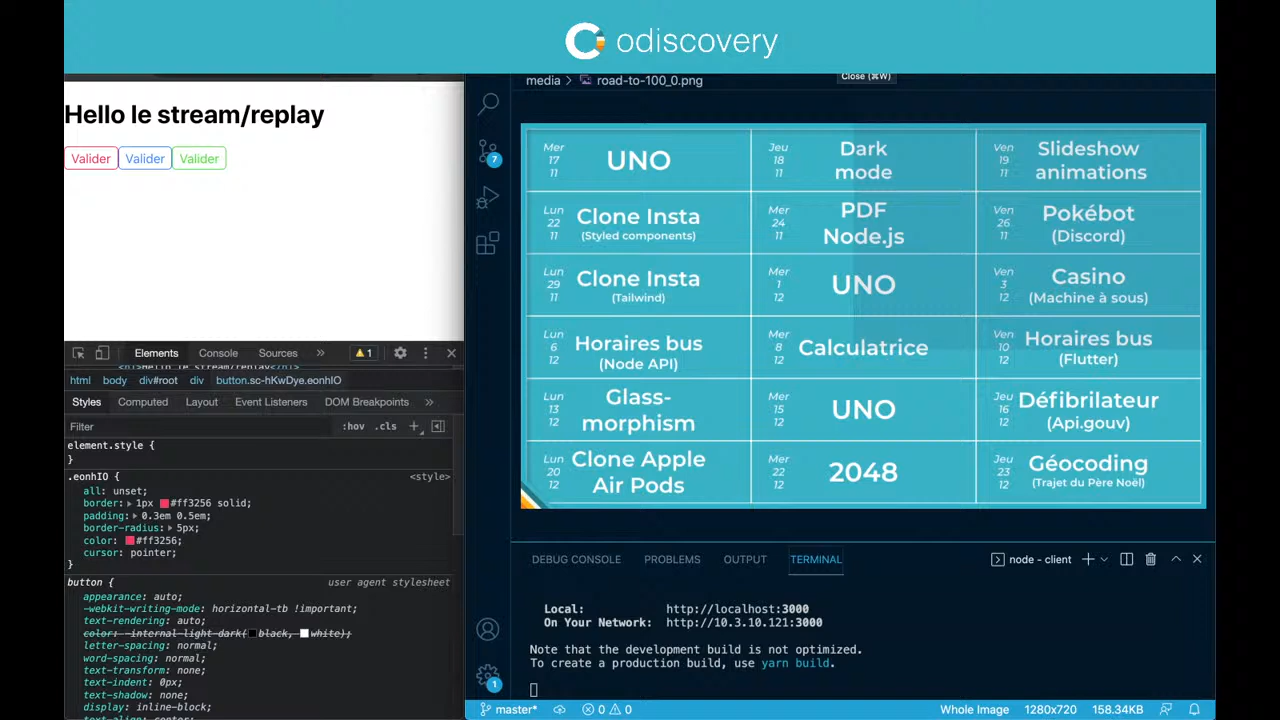 odiscovery
Hello le stream/replay
Valider Valider Valider
Elements Console Sources » 1
<h1>Hello le stream/replay</h1>
html body div#root div button.sc-hKwDye.eonhIO
Styles Computed Layout Event Listeners DOM Breakpoints »
Filter :hov .cls +
element.style {
}
.eonhIO { <style>
all: unset;
border: 1px #ff3256 solid;
padding: 0.3em 0.5em;
border-radius: 5px;
color: #ff3256;
cursor: pointer;
}
button { user agent stylesheet
appearance: auto;
-webkit-writing-mode: horizontal-tb !important;
text-rendering: auto;
color: -internal-light-dark( black, white);
letter-spacing: normal;
word-spacing: normal;
text-transform: none;
text-indent: 0px;
text-shadow: none;
display: inline-block;
text-align: center;
Close (⌘W)
media > road-to-100_0.png
7
Mer 17 11 UNO
Jeu 18 11 Dark mode
Ven 19 11 Slideshow animations
Lun 22 11 Clone Insta (Styled components)
Mer 24 11 PDF Node.js
Ven 26 11 Pokébot (Discord)
Lun 29 11 Clone Insta (Tailwind)
Mer 1 12 UNO
Ven 3 12 Casino (Machine à sous)
Lun 6 12 Horaires bus (Node API)
Mer 8 12 Calculatrice
Ven 10 12 Horaires bus (Flutter)
Lun 13 12 Glass-morphism
Mer 15 12 UNO
Jeu 16 12 Défibrilateur (Api.gouv)
Lun 20 12 Clone Apple Air Pods
Mer 22 12 2048
Jeu 23 12 Géocoding (Trajet du Père Noël)
DEBUG CONSOLE PROBLEMS OUTPUT TERMINAL node - client
Local: http://localhost:3000
On Your Network: http://10.3.10.121:3000
Note that the development build is not optimized.
To create a production build, use yarn build.
1
master* 0 0 Whole Image 1280x720 158.34KB